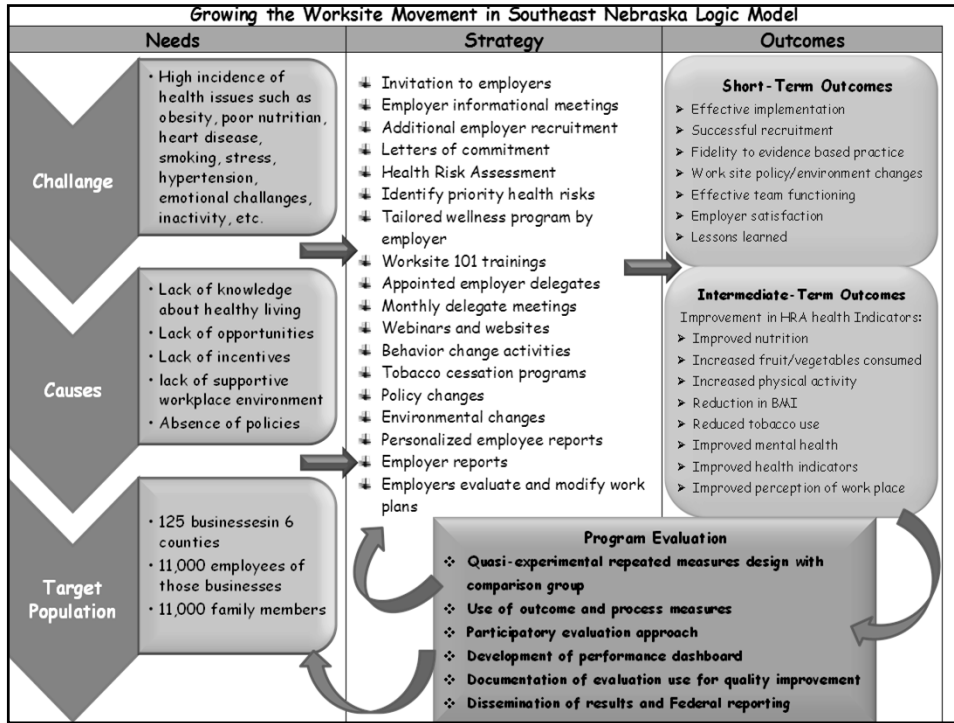 Growing the Worksite Movement in Southeast Nebraska Logic Model
Needs
Strategy
Outcomes
Challange
• High incidence of
health issues such as
obesity, poor nutrition,
heart disease,
smoking, stress,
hypertension,
emotional challanges,
inactivity, etc.
Causes
• Lack of knowledge
about healthy living
• Lack of opportunities
• Lack of incentives
• lack of supportive
workplace environment
• Absence of policies
Target
Population
• 125 businessesin 6
counties
• 11,000 employees of
those businesses
• 11,000 family members
Invitation to employers
Employer informational meetings
Additional employer recruitment
Letters of commitment
Health Risk Assessment
Identify priority health risks
Tailored wellness program by
employer
Worksite 101 trainings
Appointed employer delegates
Monthly delegate meetings
Webinars and websites
Behavior change activities
Tobacco cessation programs
Policy changes
Environmental changes
Personalized employee reports
Employer reports
Employers evaluate and modify work
plans
Short-Term Outcomes
➤ Effective implementation
➤ Successful recruitment
➤ Fidelity to evidence based practice
➤ Work site policy/environment changes
➤ Effective team functioning
➤ Employer satisfaction
➤ Lessons learned
Intermediate-Term Outcomes
Improvement in HRA health Indicators:
➤ Improved nutrition
➤ Increased fruit/vegetables consumed
➤ Increased physical activity
➤ Reduction in BMI
➤ Reduced tobacco use
➤ Improved mental health
➤ Improved health indicators
➤ Improved perception of work place
Program Evaluation
❖ Quasi-experimental repeated measures design with
comparison group
❖ Use of outcome and process measures
❖ Participatory evaluation approach
❖ Development of performance dashboard
❖ Documentation of evaluation use for quality improvement
❖ Dissemination of results and Federal reporting